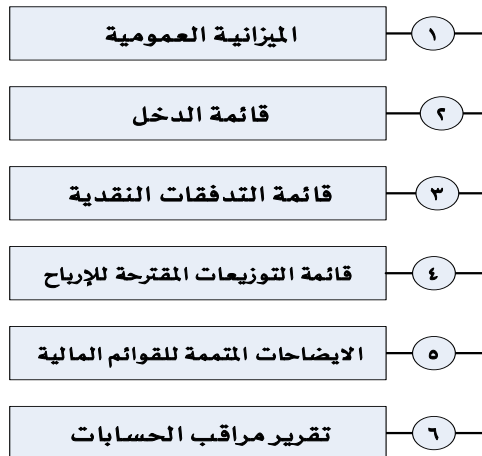 ١ الميزانية العمومية
٢ قائمة الدخل
٣ قائمة التدفقات النقدية
٤ قائمة التوزيعات المقترحة للإرباح
٥ الايضاحات المتممة للقوائم المالية
٦ تقرير مراقب الحسابات